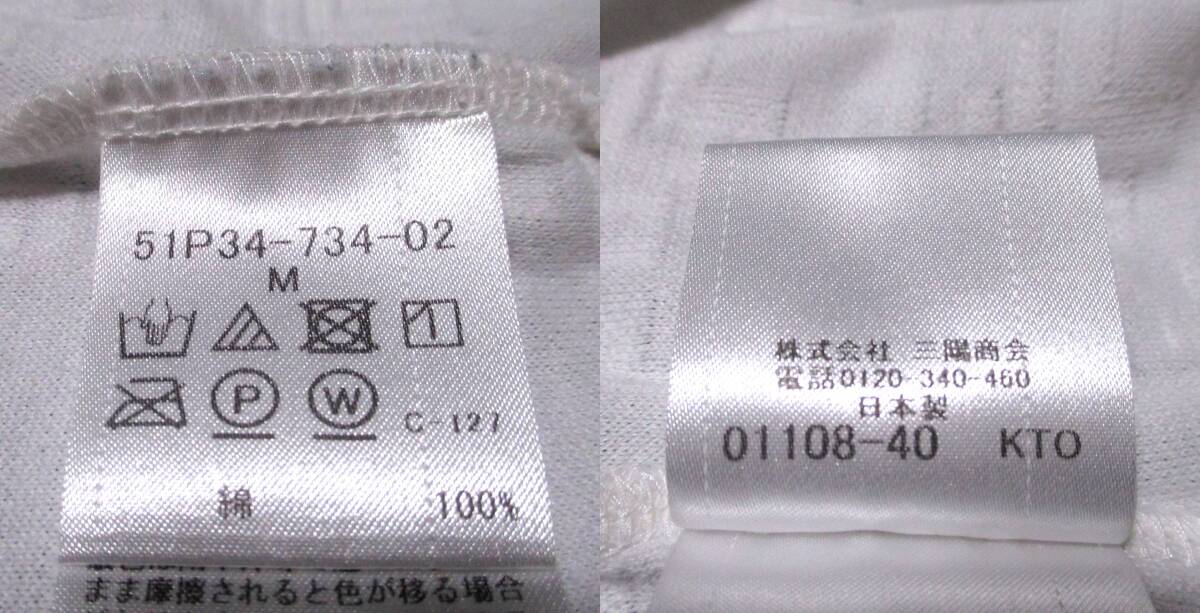 51P34-734-02
M
P W C-127
綿 100%
まま摩擦されると色が移る場合
株式会社 三陽商会
電話0120-340-460
日本製
01108-40 KTO